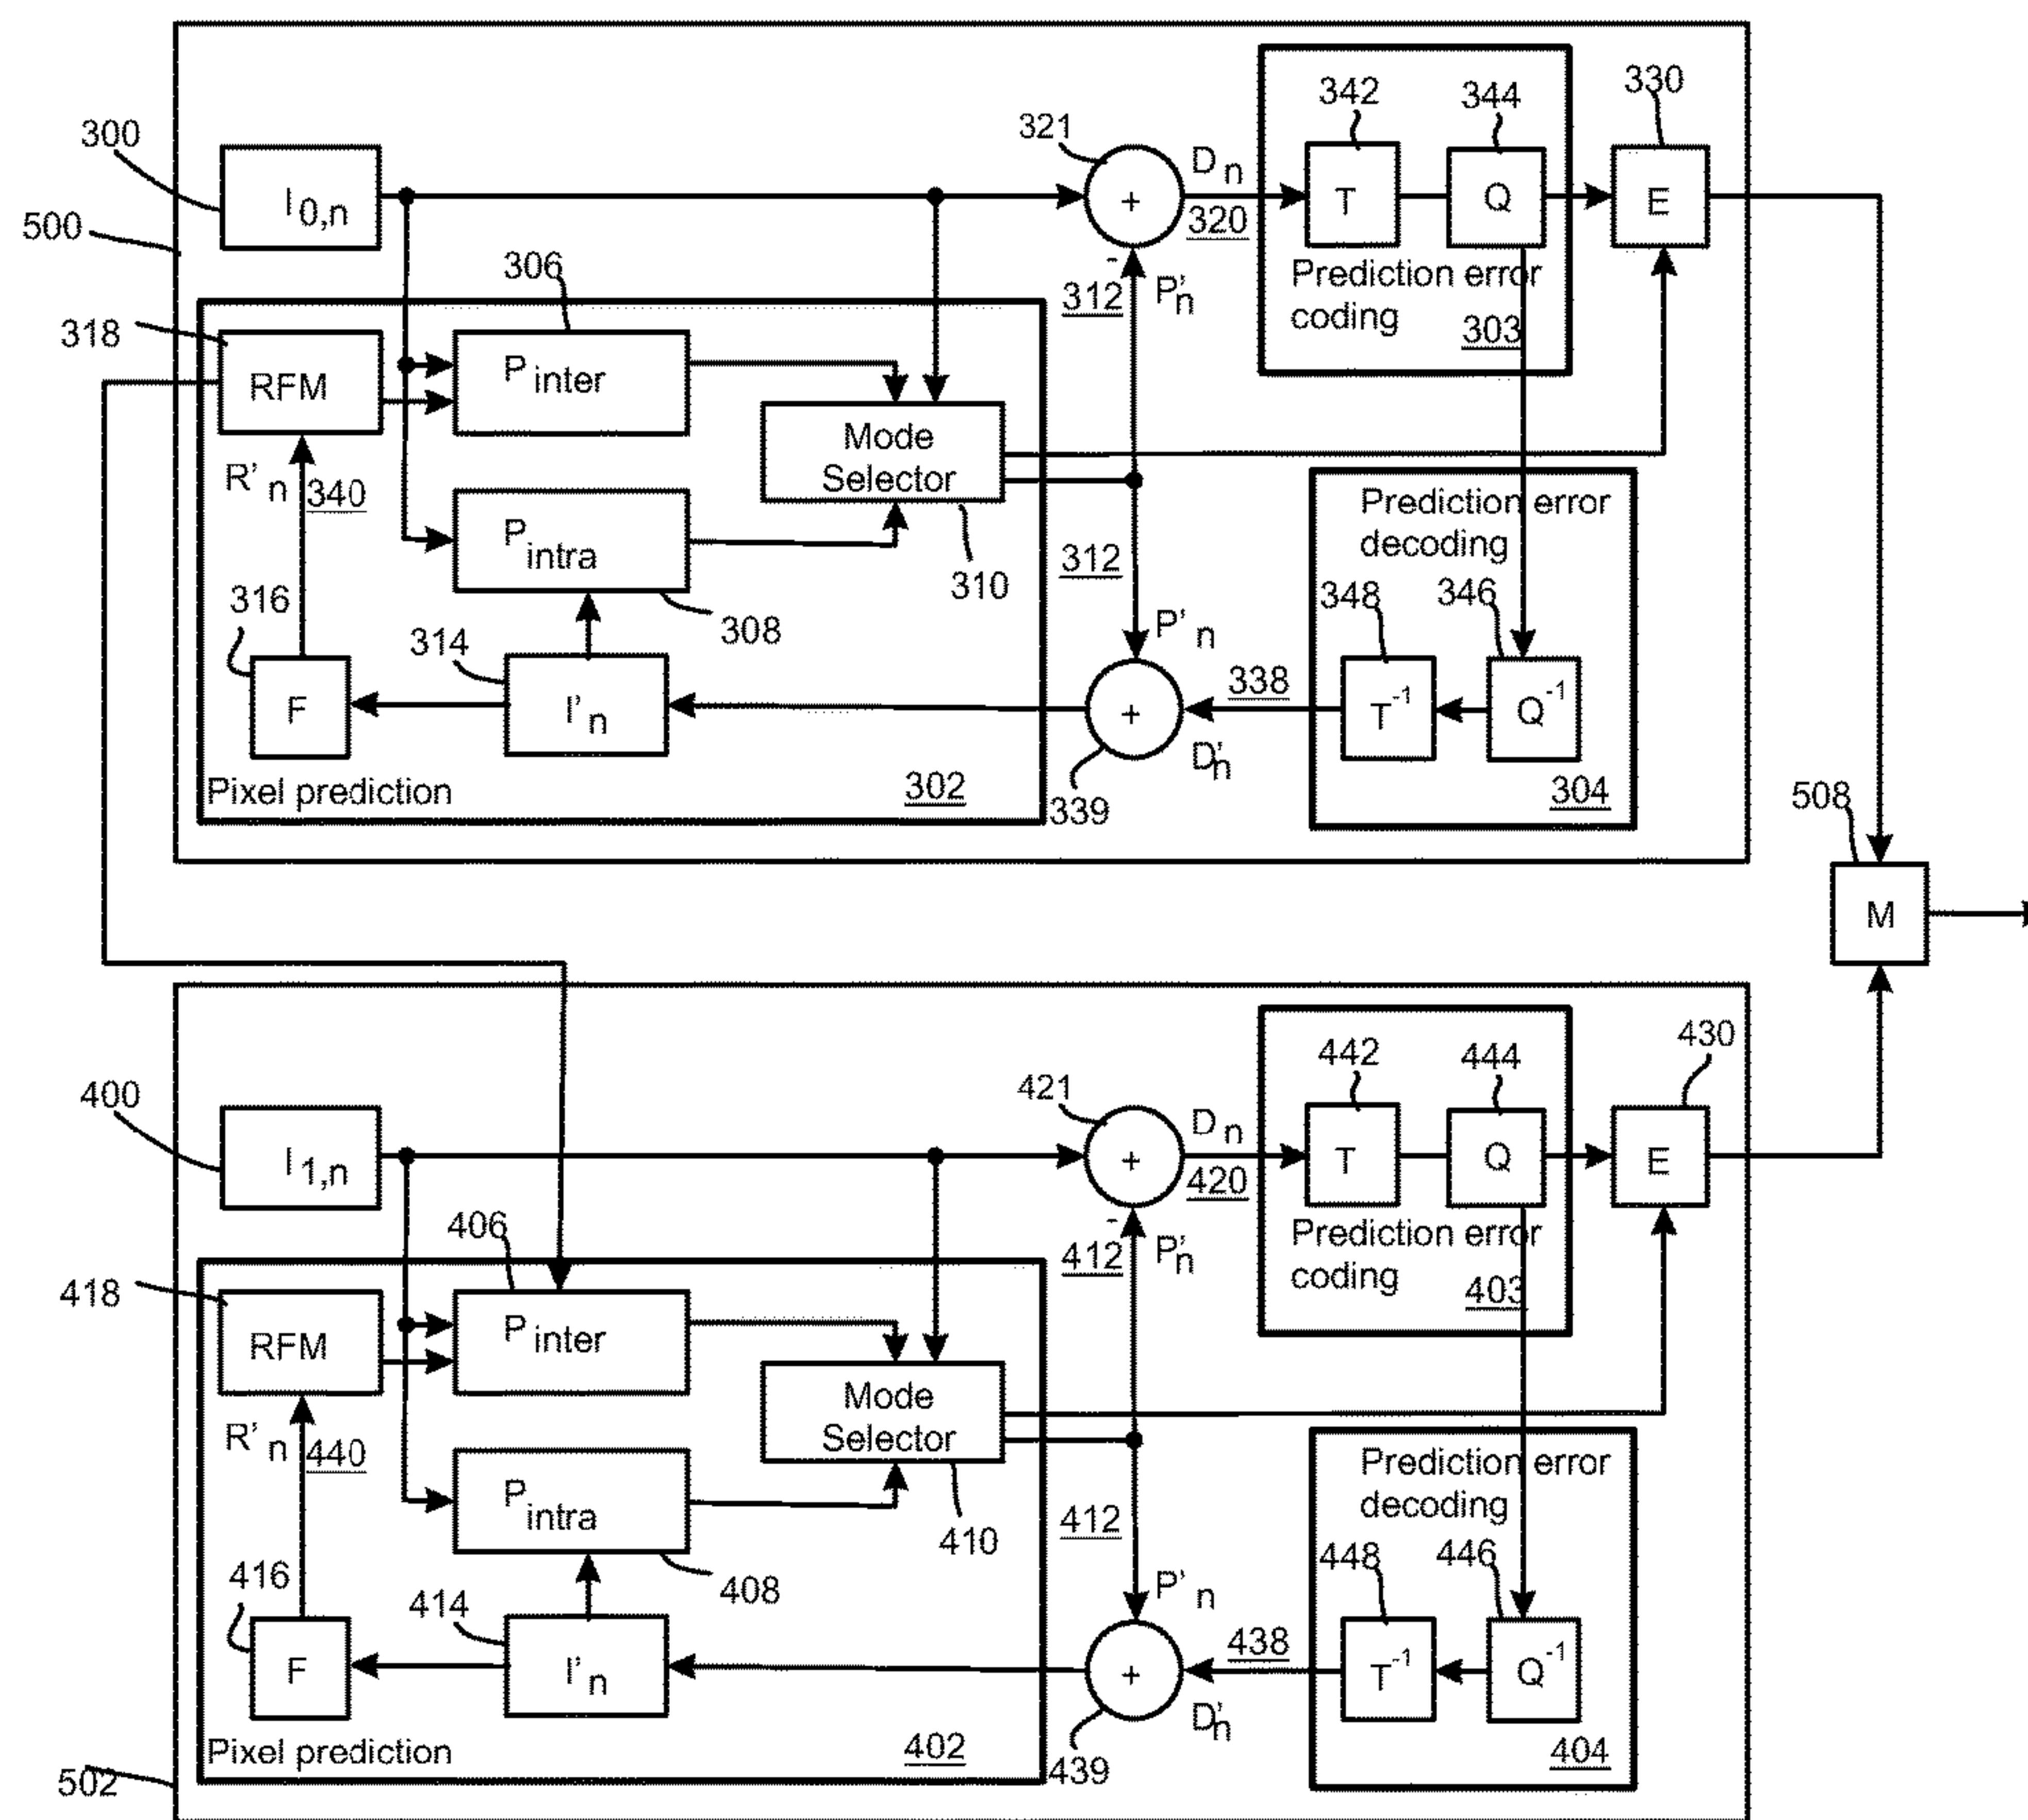 342
344
330
321
300
I0,n
Dn
320
T
Q
E
500
+
-
Prediction error
coding
303
306
312
P'n
318
RFM
P inter
Mode
Selector
R'n
340
P intra
310
312
Prediction error
decoding
316
314
308
P'n
348
346
338
F
I'n
+
T-1
Q-1
D'n
Pixel prediction
302
339
304
508
M
442
444
430
421
400
I1,n
Dn
420
T
Q
E
+
-
Prediction error
coding
403
406
412
P'n
418
RFM
P inter
Mode
Selector
R'n
440
P intra
410
412
Prediction error
decoding
416
414
408
P'n
448
446
438
F
I'n
+
T-1
Q-1
D'n
Pixel prediction
402
439
404
502